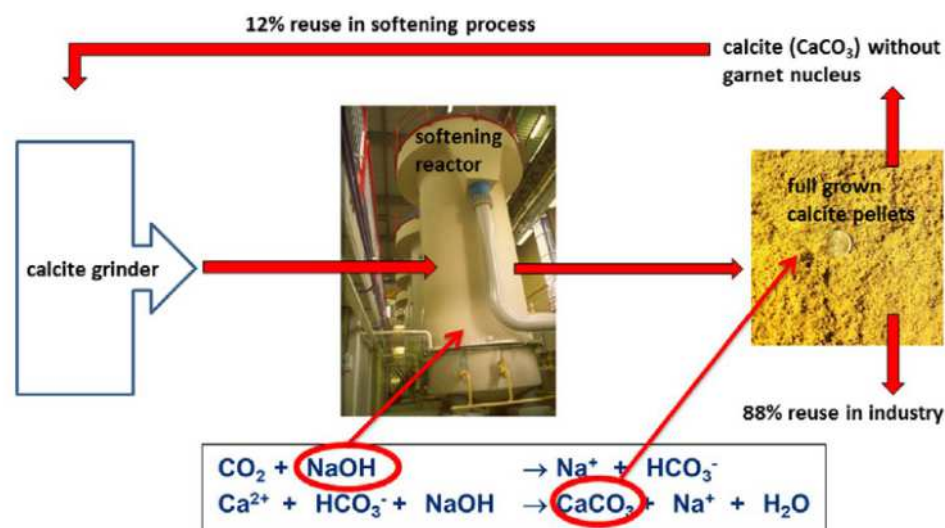 12% reuse in softening process
calcite (CaCO₃) without
garnet nucleus
softening
reactor
full grown
calcite pellets
calcite grinder
88% reuse in industry
CO₂ + NaOH → Na⁺ + HCO₃⁻
Ca²⁺ + HCO₃⁻ + NaOH → CaCO₃ + Na⁺ + H₂O